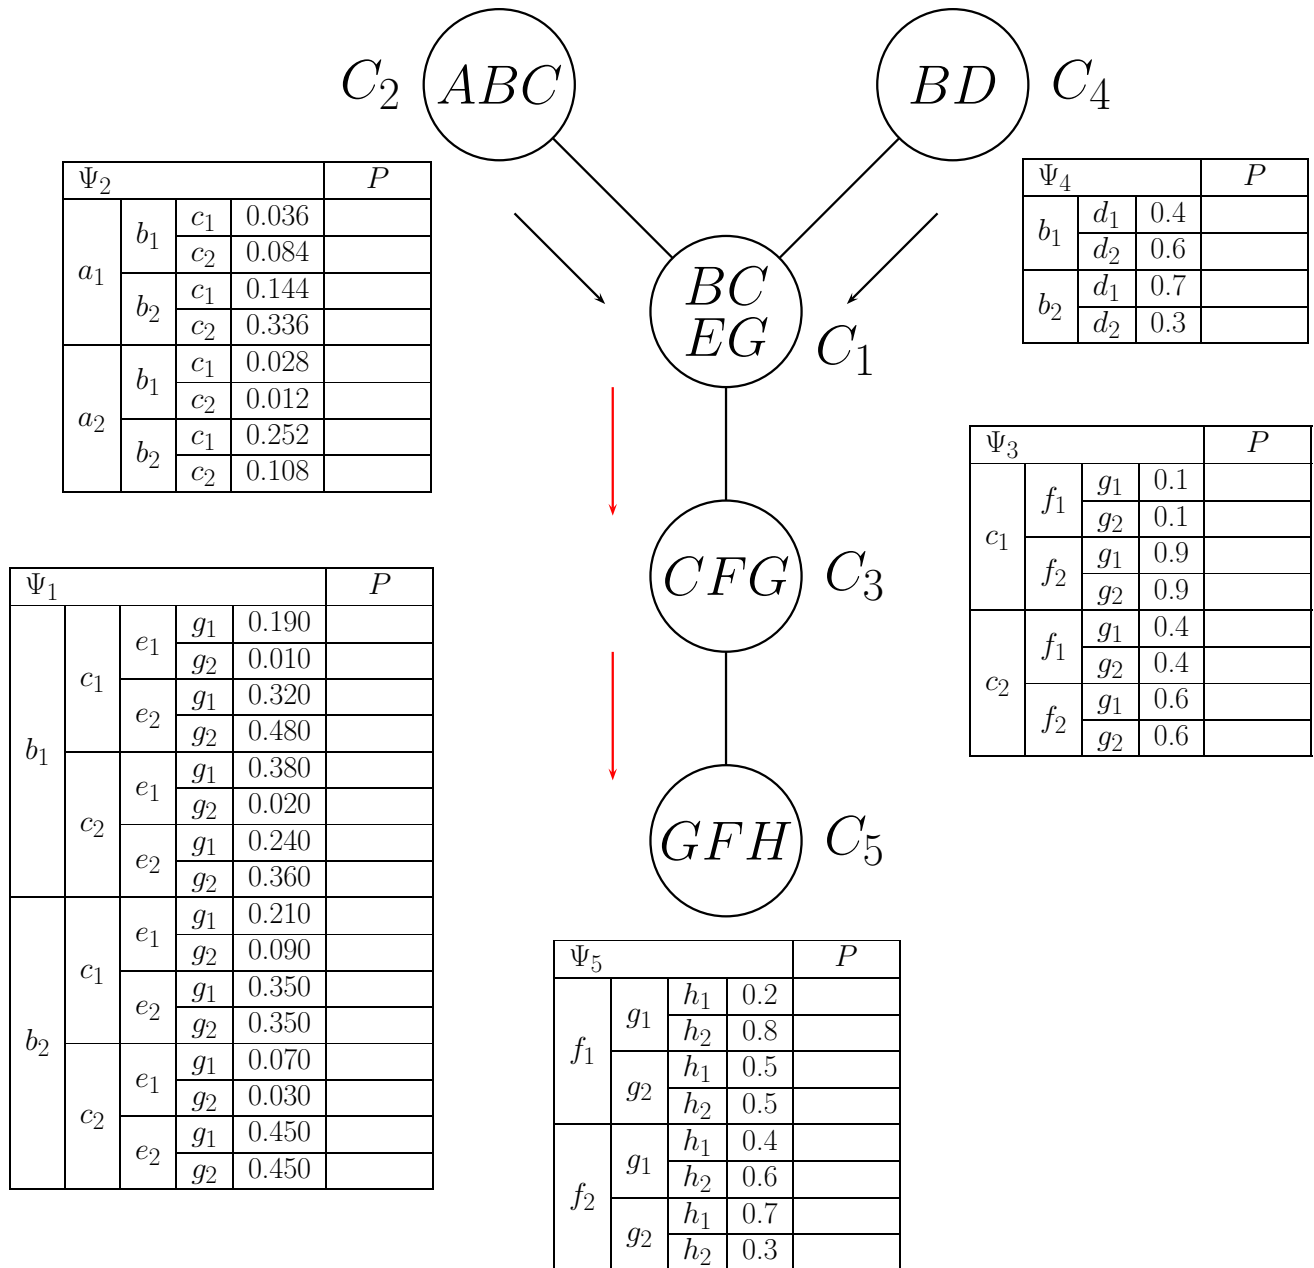 C2 ABC BD C4
Ψ2 P
a1 b1 c1 0.036
c2 0.084
b2 c1 0.144
c2 0.336
a2 b1 c1 0.028
c2 0.012
b2 c1 0.252
c2 0.108
Ψ4 P
b1 d1 0.4
d2 0.6
b2 d1 0.7
d2 0.3
BC
EG C1
Ψ3 P
c1 f1 g1 0.1
g2 0.1
f2 g1 0.9
g2 0.9
c2 f1 g1 0.4
g2 0.4
f2 g1 0.6
g2 0.6
CFG C3
Ψ1 P
b1 c1 e1 g1 0.190
g2 0.010
e2 g1 0.320
g2 0.480
c2 e1 g1 0.380
g2 0.020
e2 g1 0.240
g2 0.360
b2 c1 e1 g1 0.210
g2 0.090
e2 g1 0.350
g2 0.350
c2 e1 g1 0.070
g2 0.030
e2 g1 0.450
g2 0.450
GFH C5
Ψ5 P
f1 g1 h1 0.2
h2 0.8
g2 h1 0.5
h2 0.5
f2 g1 h1 0.4
h2 0.6
g2 h1 0.7
h2 0.3